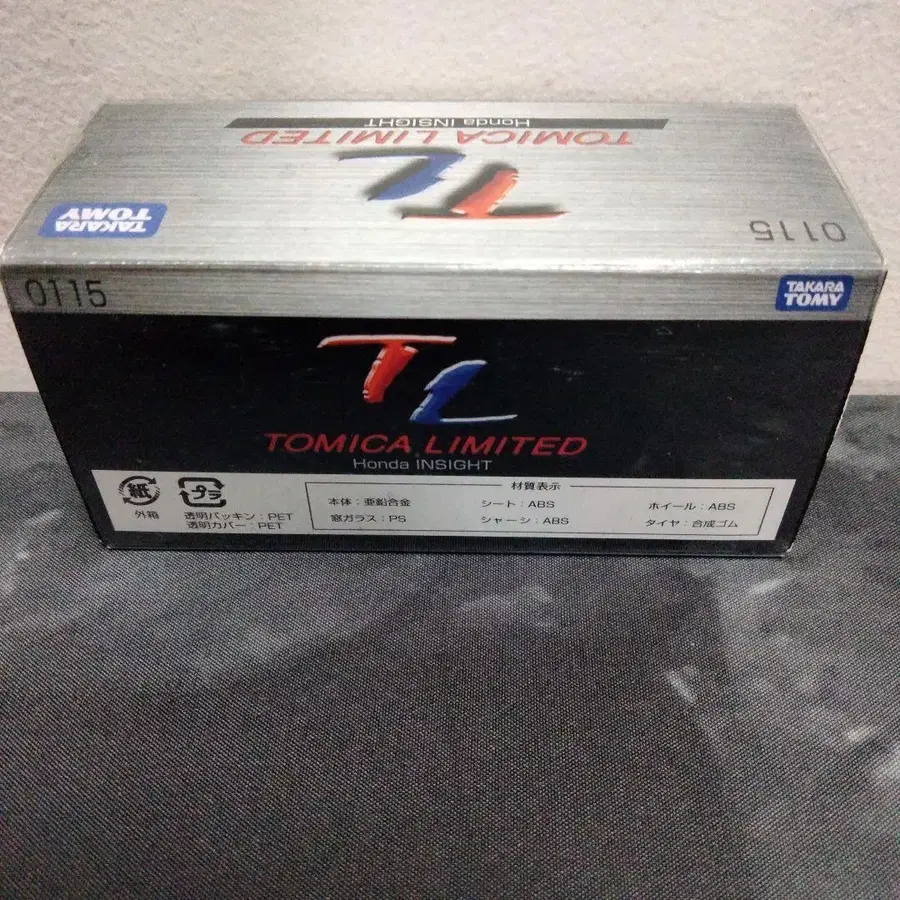 Honda INSIGHT
TOMICA LIMITED
TL
TAKARA TOMY
0115
0115
TAKARA TOMY
TL
TOMICA LIMITED
Honda INSIGHT
紙
外箱
プラ
透明パッキン:PET
透明カバー:PET
材質表示
本体:亜鉛合金 シート:ABS ホイール:ABS
窓ガラス:PS シャーシ:ABS タイヤ:合成ゴム